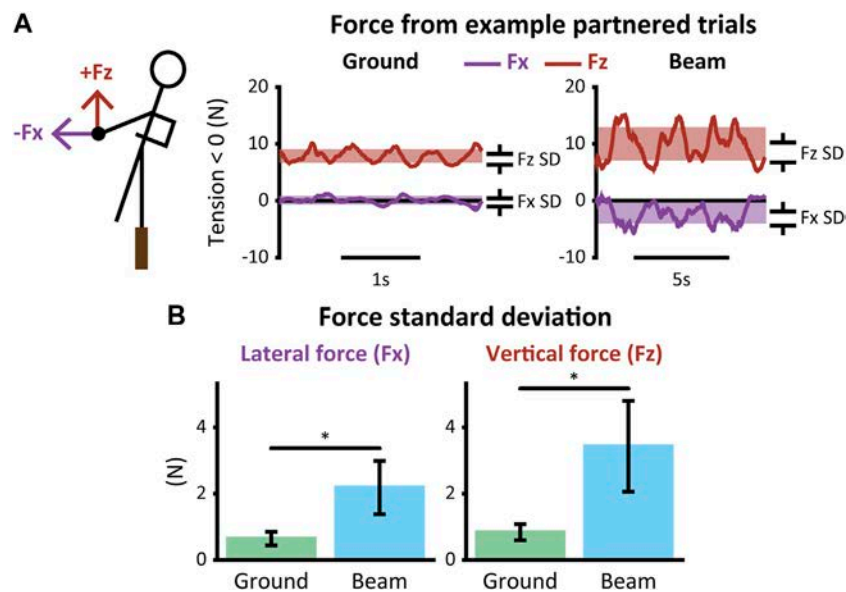 A
Force from example partnered trials
Ground
Fx
Fz
Beam
+Fz
-Fx
Tension < 0 (N)
20
10
0
-10
Fz SD
Fx SD
1s
20
10
0
-10
Fz SD
Fx SD
5s
B
Force standard deviation
Lateral force (Fx)
Vertical force (Fz)
(N)
4
2
0
*
Ground
Beam
4
2
0
*
Ground
Beam